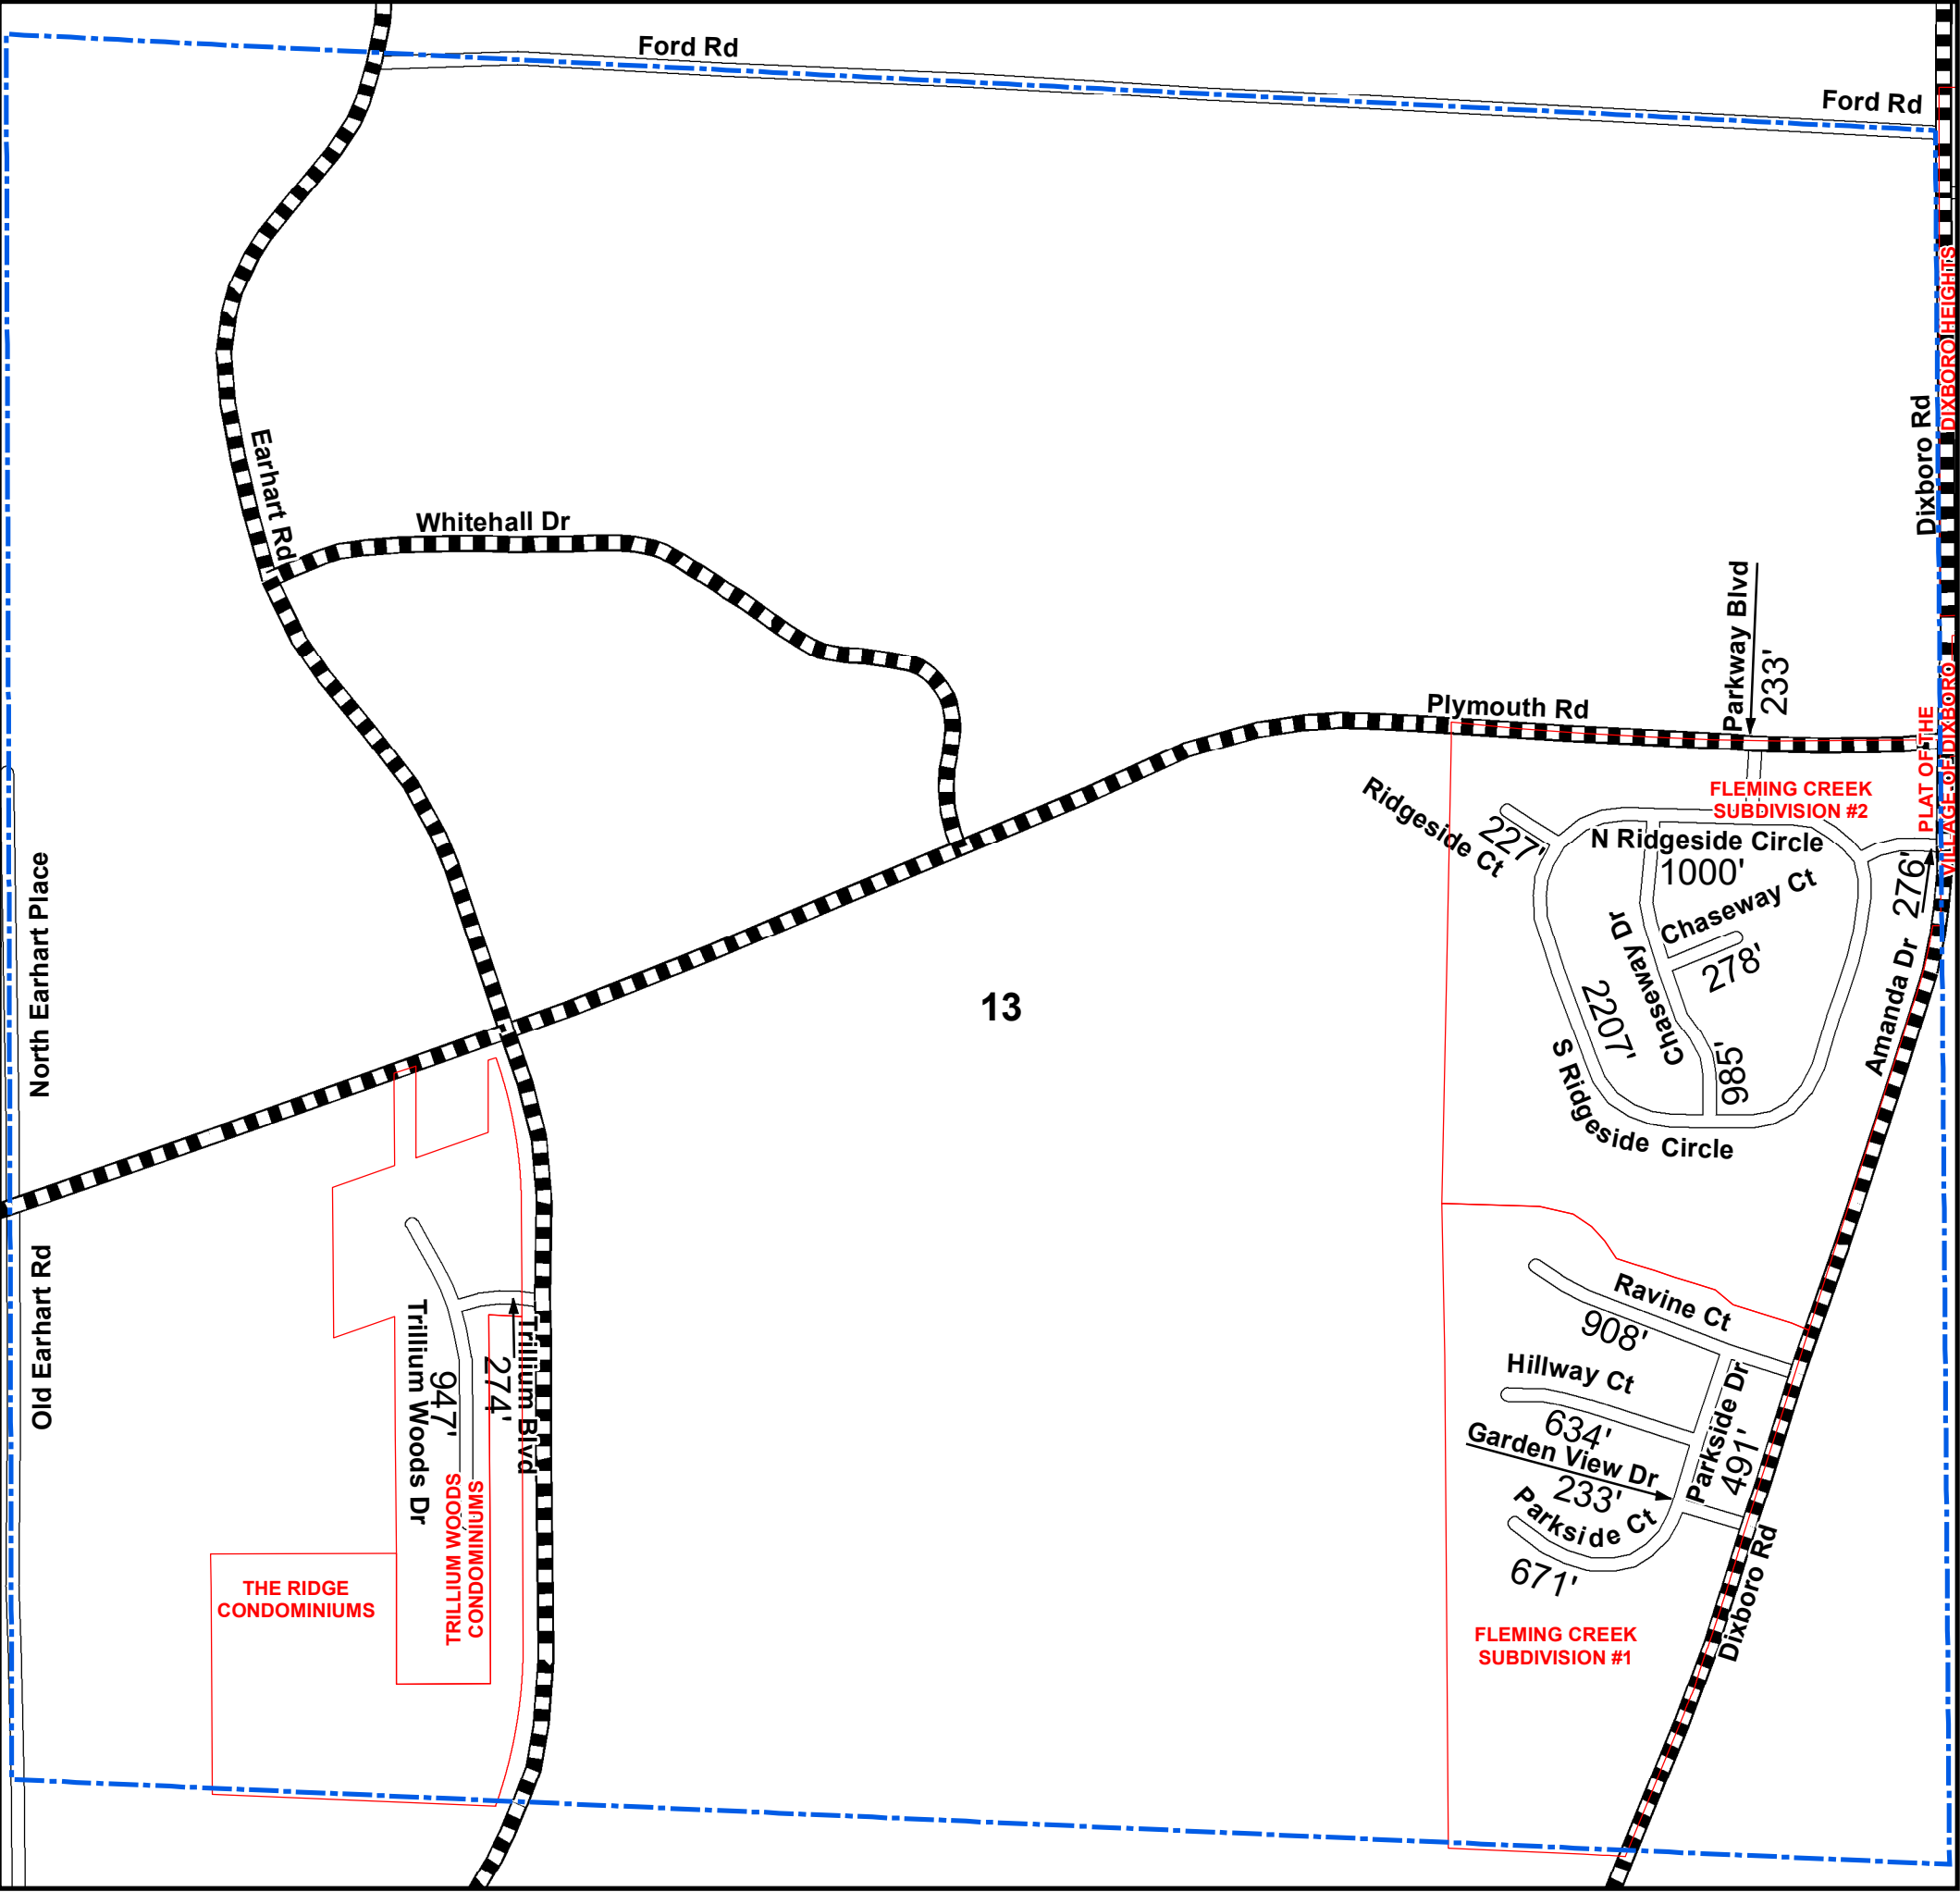 Ford Rd
Ford Rd
DIXBORO HEIGHTS
Dixboro Rd
Earhart Rd
Whitehall Dr
Parkway Blvd
233'
Plymouth Rd
PLAT OF THE
VILLAGE OF DIXBORO
FLEMING CREEK
SUBDIVISION #2
Ridgeside Ct
227'
N Ridgeside Circle
1000'
Chaseway Ct
278'
Chaseway Dr
985'
2207'
S Ridgeside Circle
276'
Amanda Dr
North Earhart Place
13
Old Earhart Rd
Trillium Woods Dr
947'
274'
Trillium Blvd
TRILLIUM WOODS
CONDOMINIUMS
THE RIDGE
CONDOMINIUMS
Ravine Ct
908'
Hillway Ct
634'
Parkside Dr
491'
Garden View Dr
233'
Parkside Ct
671'
Dixboro Rd
FLEMING CREEK
SUBDIVISION #1